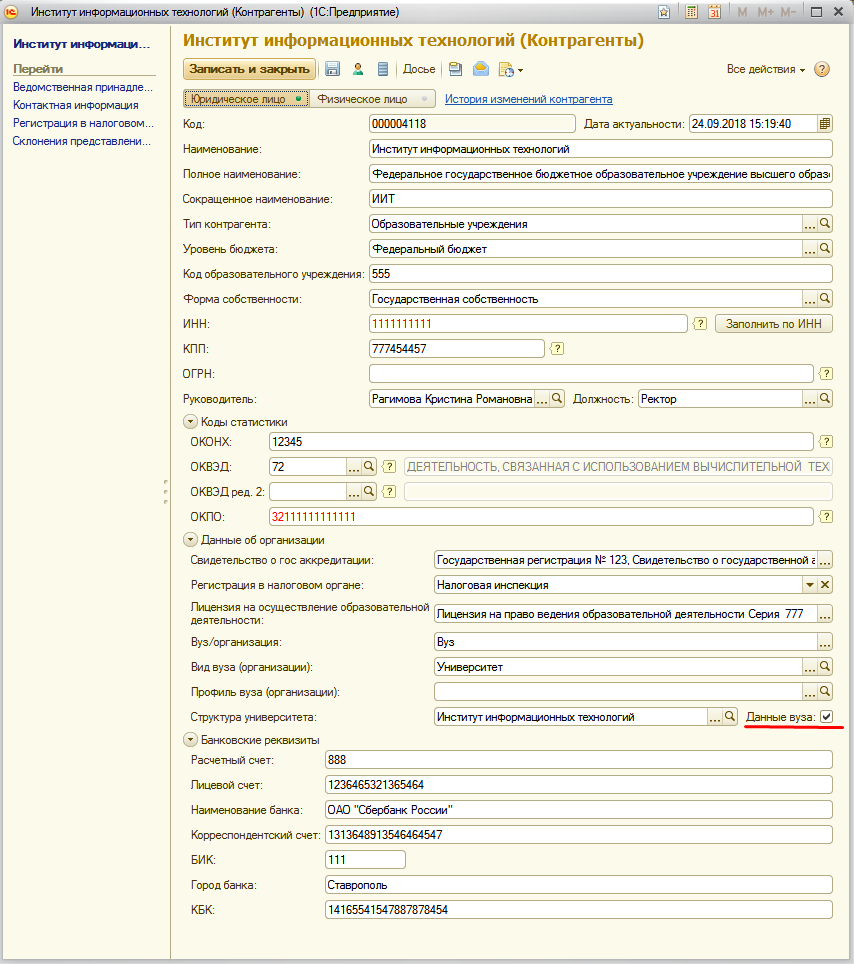 Институт информационных технологий (Контрагенты) (1С:Предприятие)
M M+ M-
Институт информаци...
Перейти
Ведомственная принадле...
Контактная информация
Регистрация в налоговом...
Склонения представлени...
Институт информационных технологий (Контрагенты)
Записать и закрыть Досье Все действия ?
Юридическое лицо Физическое лицо История изменений контрагента
Код: 000004118 Дата актуальности: 24.09.2018 15:19:40
Наименование: Институт информационных технологий
Полное наименование: Федеральное государственное бюджетное образовательное учреждение высшего образо
Сокращенное наименование: ИИТ
Тип контрагента: Образовательные учреждения ...
Уровень бюджета: Федеральный бюджет ...
Код образовательного учреждения: 555
Форма собственности: Государственная собственность ...
ИНН: 1111111111 ? Заполнить по ИНН
КПП: 777454457 ?
ОГРН: ?
Руководитель: Рагимова Кристина Романовна ... Должность: Ректор ...
Коды статистики
ОКОНХ: 12345 ?
ОКВЭД: 72 ... ? ДЕЯТЕЛЬНОСТЬ, СВЯЗАННАЯ С ИСПОЛЬЗОВАНИЕМ ВЫЧИСЛИТЕЛЬНОЙ ТЕХ
ОКВЭД ред. 2: ... ?
ОКПО: 32111111111111 ?
Данные об организации
Свидетельство о гос аккредитации: Государственная регистрация № 123, Свидетельство о государственной а ...
Регистрация в налоговом органе: Налоговая инспекция
Лицензия на осуществление образовательной
деятельности: Лицензия на право ведения образовательной деятельности Серия 777 ...
Вуз/организация: Вуз ...
Вид вуза (организации): Университет ...
Профиль вуза (организации): ...
Структура университета: Институт информационных технологий ... Данные вуза:
Банковские реквизиты
Расчетный счет: 888
Лицевой счет: 1236465321365464
Наименование банка: ОАО "Сбербанк России"
Корреспондентский счет: 1313648913546464547
БИК: 111
Город банка: Ставрополь
КБК: 14165541547887878454